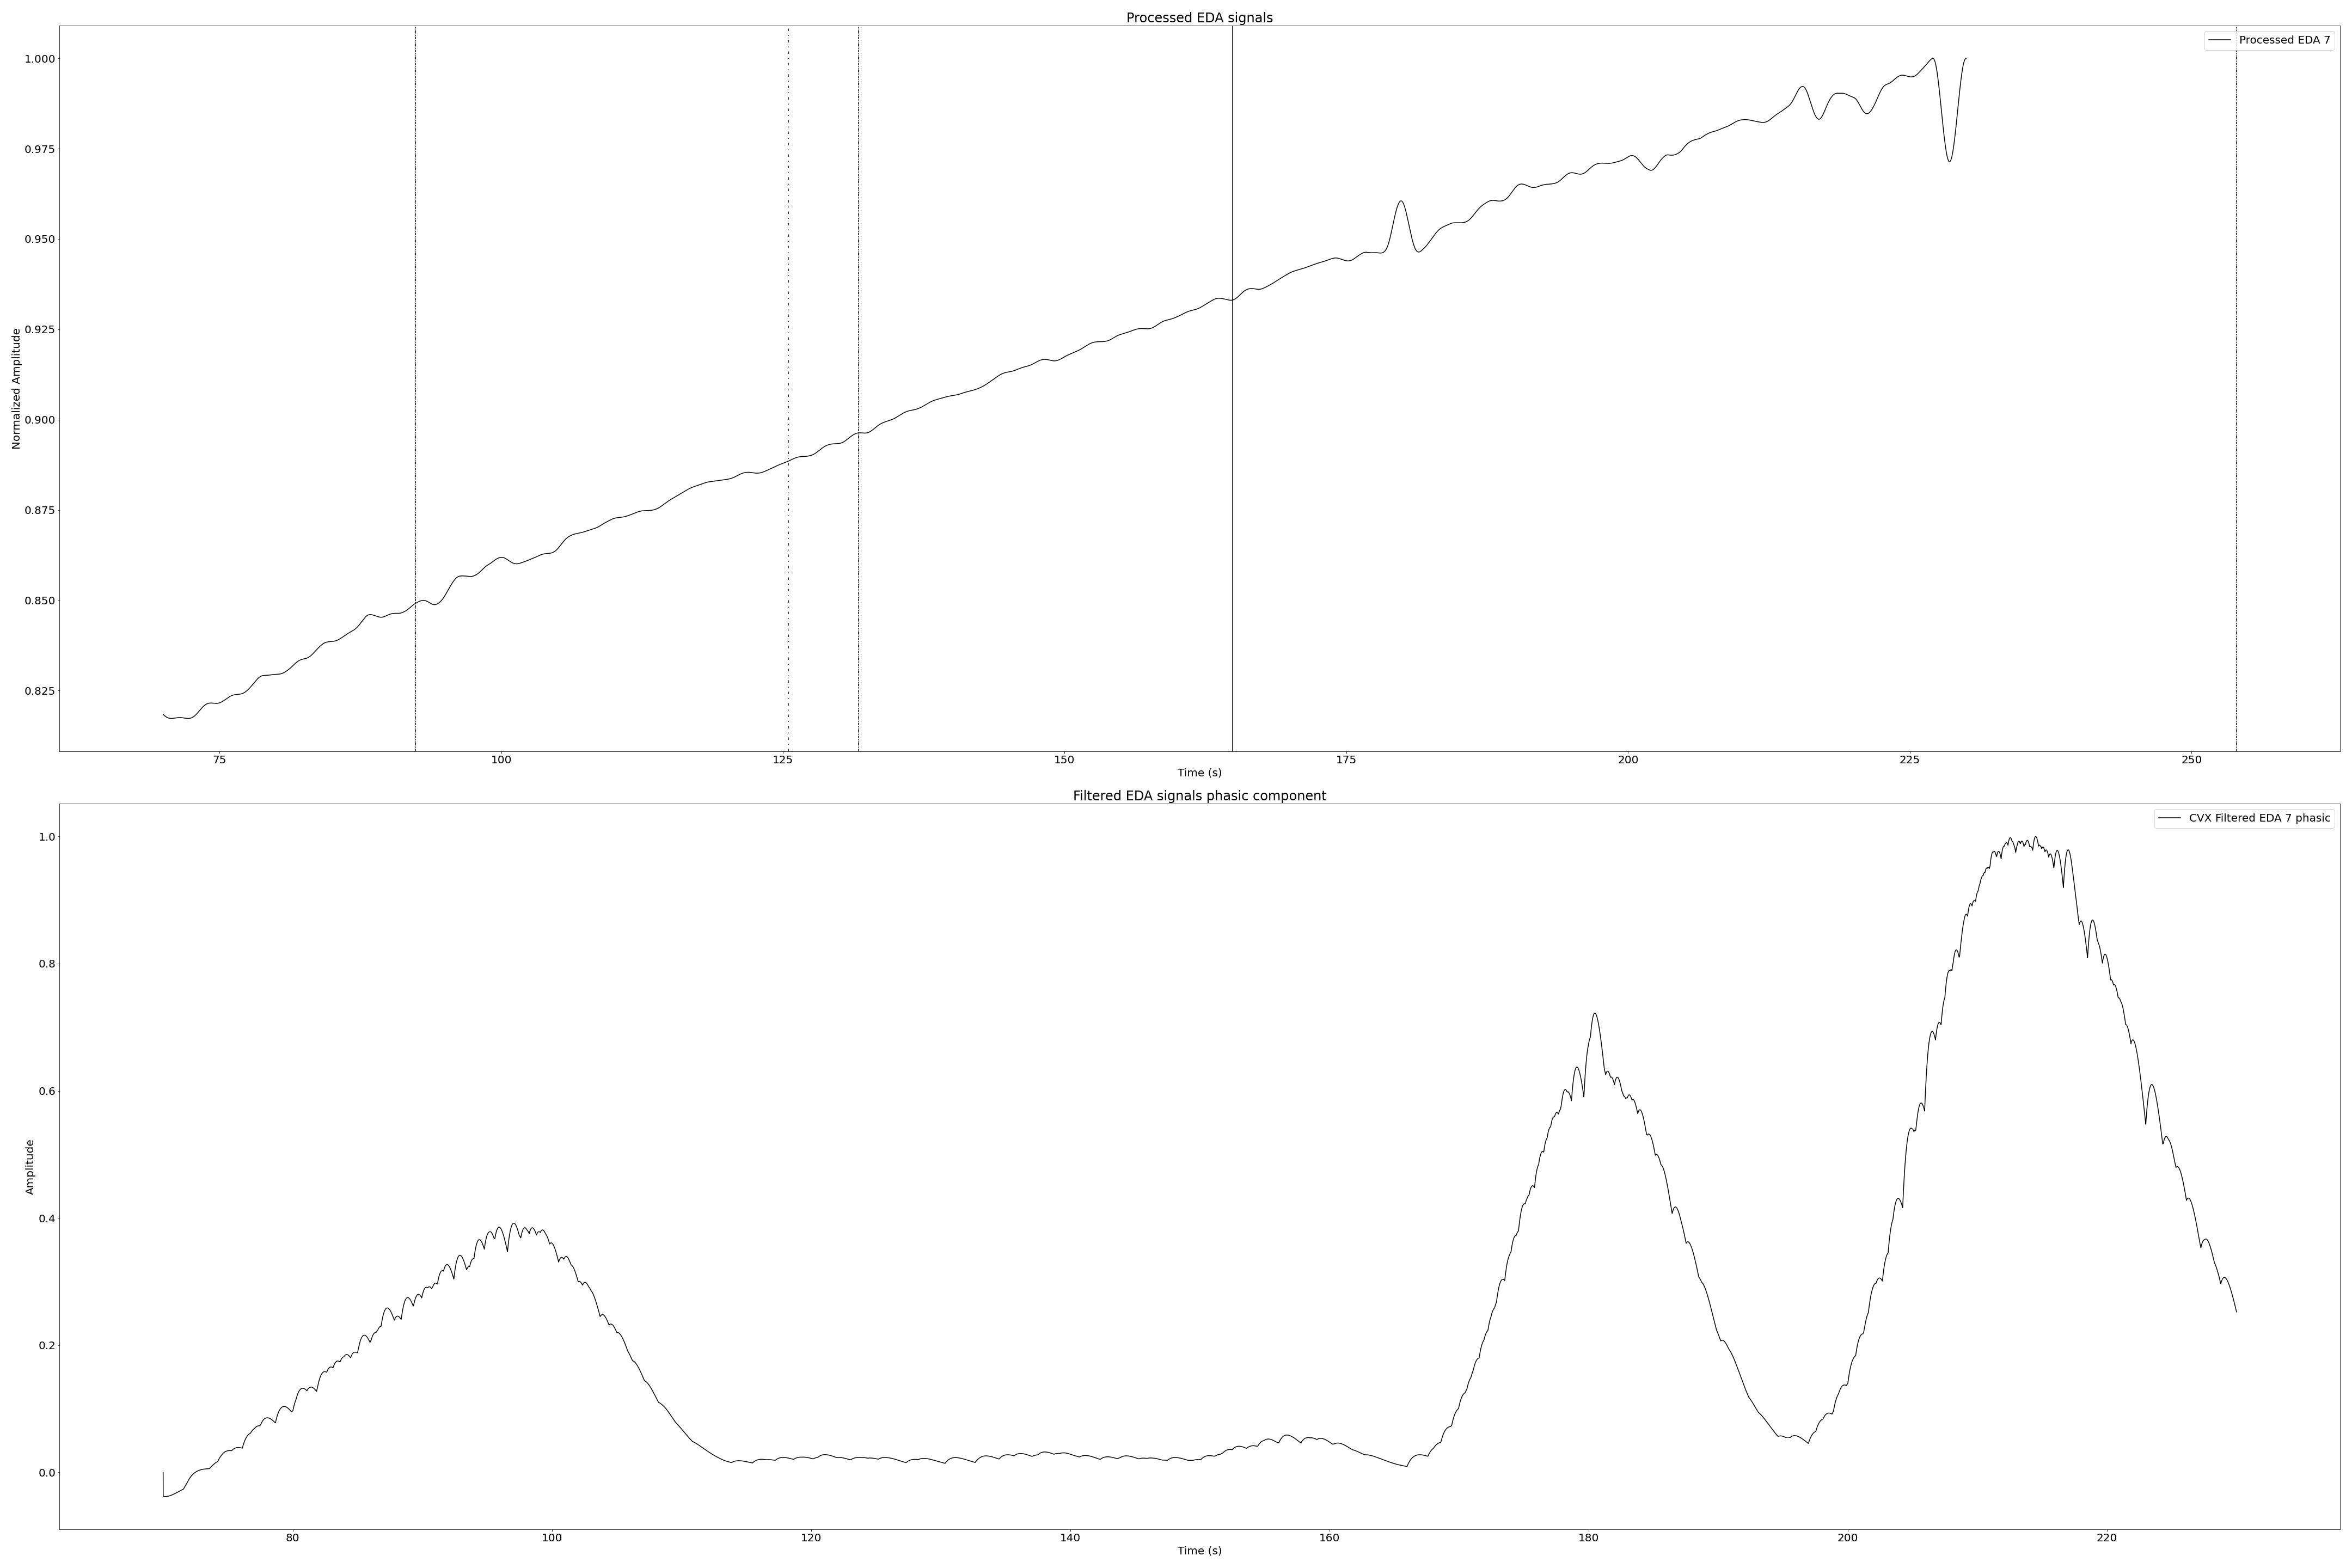 Processed EDA signals
Processed EDA 7
Normalized Amplitude
1.000
0.975
0.950
0.925
0.900
0.875
0.850
0.825
75 100 125 150 175 200 225 250
Time (s)
Filtered EDA signals phasic component
CVX Filtered EDA 7 phasic
Amplitude
1.0
0.8
0.6
0.4
0.2
0.0
80 100 120 140 160 180 200 220
Time (s)